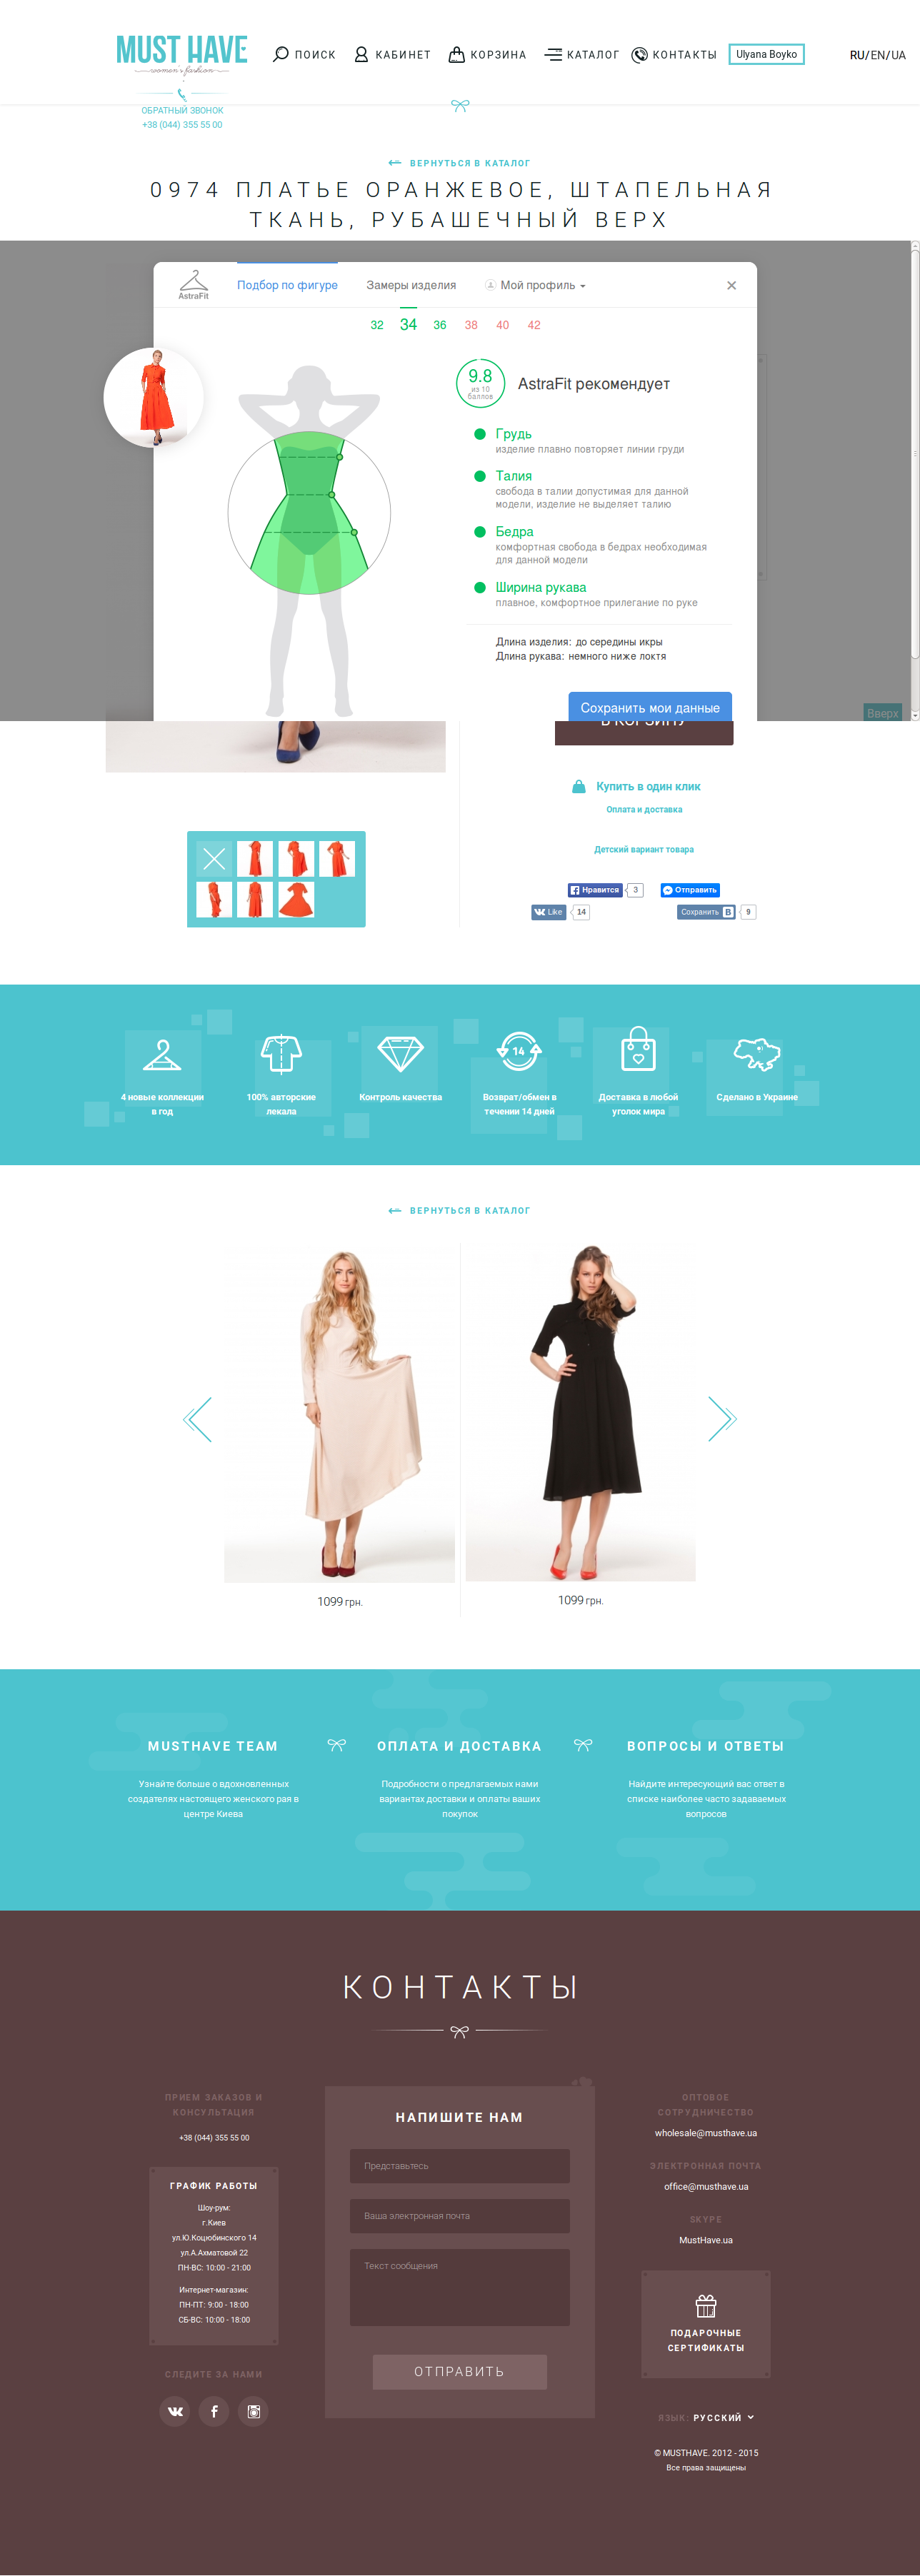 MUST HAVE
women's fashion
ПОИСК
КАБИНЕТ
КОРЗИНА
КАТАЛОГ
КОНТАКТЫ
Ulyana Boyko
RU/EN/UA
ОБРАТНЫЙ ЗВОНОК
+38 (044) 355 55 00
ВЕРНУТЬСЯ В КАТАЛОГ
0974 ПЛАТЬЕ ОРАНЖЕВОЕ, ШТАПЕЛЬНАЯ
ТКАНЬ, РУБАШЕЧНЫЙ ВЕРХ
AstraFit
Подбор по фигуре
Замеры изделия
Мой профиль
32 34 36 38 40 42
9.8
из 10
баллов
AstraFit рекомендует
Грудь
изделие плавно повторяет линии груди
Талия
свобода в талии допустимая для данной
модели, изделие не выделяет талию
Бедра
комфортная свобода в бедрах необходимая
для данной модели
Ширина рукава
плавное, комфортное прилегание по руке
Длина изделия: до середины икры
Длина рукава: немного ниже локтя
Сохранить мои данные
Вверх
В КОРЗИНУ
Купить в один клик
Оплата и доставка
Детский вариант товара
Нравится 3
Отправить
Like 14
Сохранить B 9
4 новые коллекции
в год
100% авторские
лекала
Контроль качества
14
Возврат/обмен в
течении 14 дней
Доставка в любой
уголок мира
Сделано в Украине
ВЕРНУТЬСЯ В КАТАЛОГ
1099 грн.
1099 грн.
MUSTHAVE TEAM
Узнайте больше о вдохновленных
создателях настоящего женского рая в
центре Киева
ОПЛАТА И ДОСТАВКА
Подробности о предлагаемых нами
вариантах доставки и оплаты ваших
покупок
ВОПРОСЫ И ОТВЕТЫ
Найдите интересующий вас ответ в
списке наиболее часто задаваемых
вопросов
КОНТАКТЫ
ПРИЕМ ЗАКАЗОВ И
КОНСУЛЬТАЦИЯ
+38 (044) 355 55 00
ГРАФИК РАБОТЫ
Шоу-рум:
г.Киев
ул.Ю.Коцюбинского 14
ул.А.Ахматовой 22
ПН-ВС: 10:00 - 21:00
Интернет-магазин:
ПН-ПТ: 9:00 - 18:00
СБ-ВС: 10:00 - 18:00
СЛЕДИТЕ ЗА НАМИ
НАПИШИТЕ НАМ
Представьтесь
Ваша электронная почта
Текст сообщения
ОТПРАВИТЬ
ОПТОВОЕ
СОТРУДНИЧЕСТВО
wholesale@musthave.ua
ЭЛЕКТРОННАЯ ПОЧТА
office@musthave.ua
SKYPE
MustHave.ua
ПОДАРОЧНЫЕ
СЕРТИФИКАТЫ
ЯЗЫК: РУССКИЙ
© MUSTHAVE. 2012 - 2015
Все права защищены